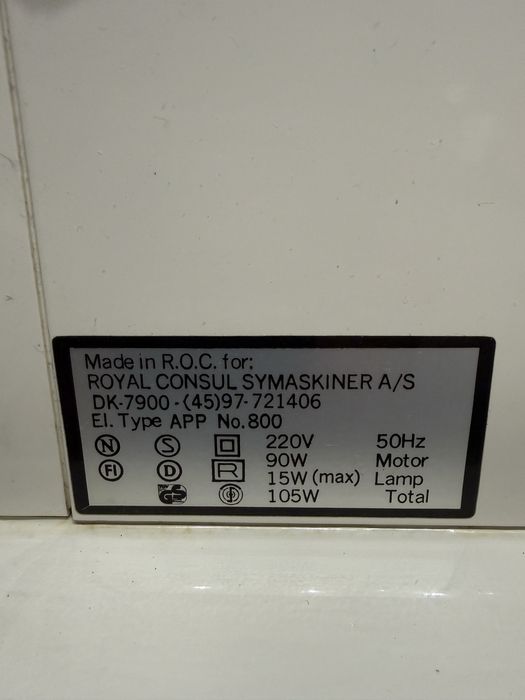 Made in R.O.C. for:
ROYAL CONSUL SYMASKINER A/S
DK-7900-(45)97-721406
El. Type APP No.800
N S 220V 50Hz
FI D R 90W Motor
15W (max) Lamp
GS 105W Total